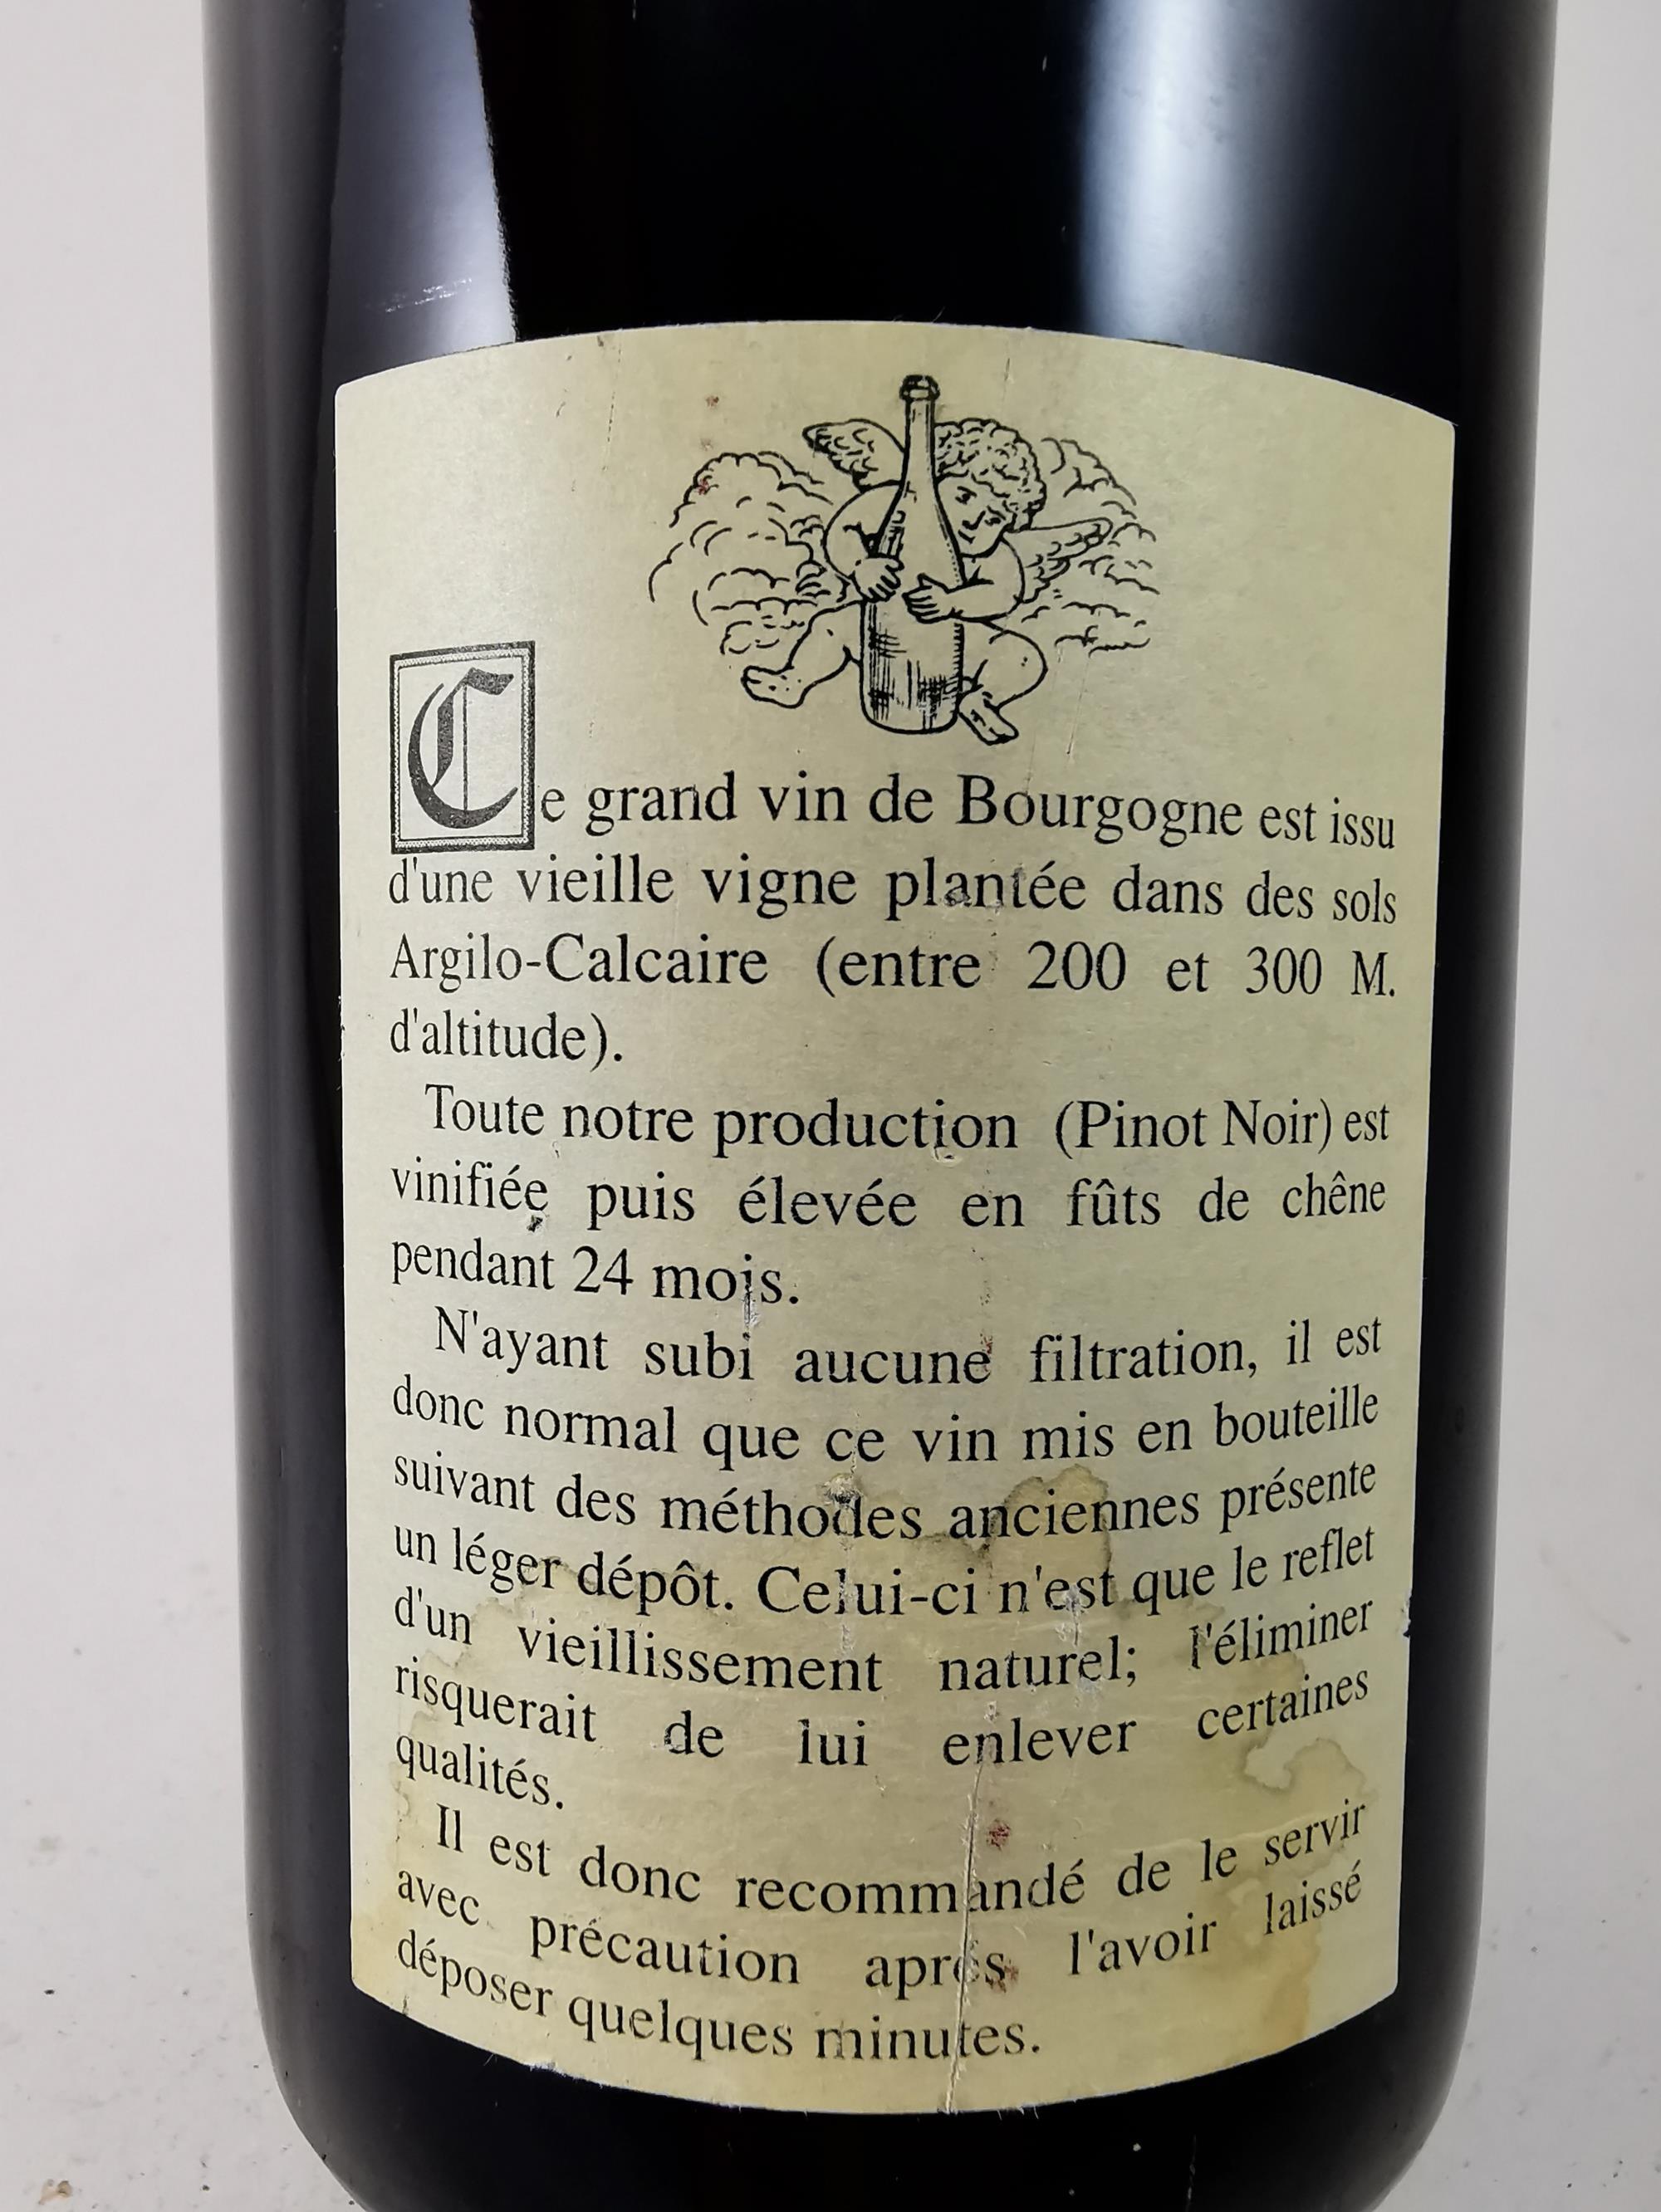 Ce grand vin de Bourgogne est issu
d'une vieille vigne plantée dans des sols
Argilo-Calcaire (entre 200 et 300 M.
d'altitude).
Toute notre production (Pinot Noir) est
vinifiée puis élevée en fûts de chêne
pendant 24 mois.
N'ayant subi aucune filtration, il est
donc normal que ce vin mis en bouteille
suivant des méthodes anciennes présente
un léger dépôt. Celui-ci n'est que le reflet
d'un vieillissement naturel; l'éliminer
risquerait de lui enlever certaines
qualités.
Il est donc recommandé de le servir
avec précaution aprés l'avoir laissé
déposer quelques minutes.